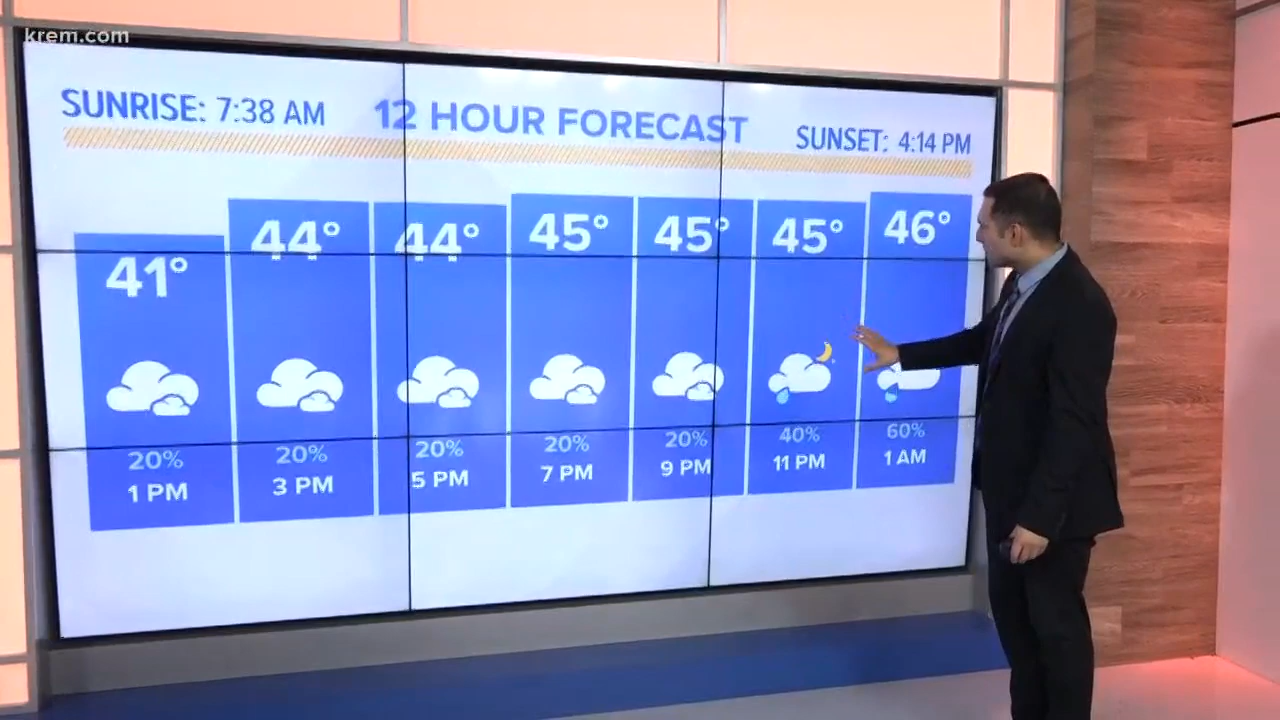 krem.com
SUNRISE: 7:38 AM
12 HOUR FORECAST
SUNSET: 4:14 PM
41° 44° 44° 45° 45° 45° 46°
20% 20% 20% 20% 20% 40% 60%
1 PM 3 PM 5 PM 7 PM 9 PM 11 PM 1 AM